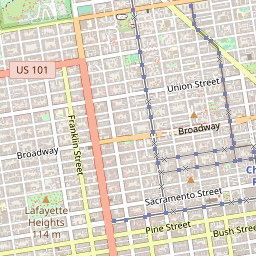 US 101
Union Street
Franklin Street
Broadway
Broadway
Sacramento Street
Lafayette
Heights
114 m
Pine Street
Bush Street